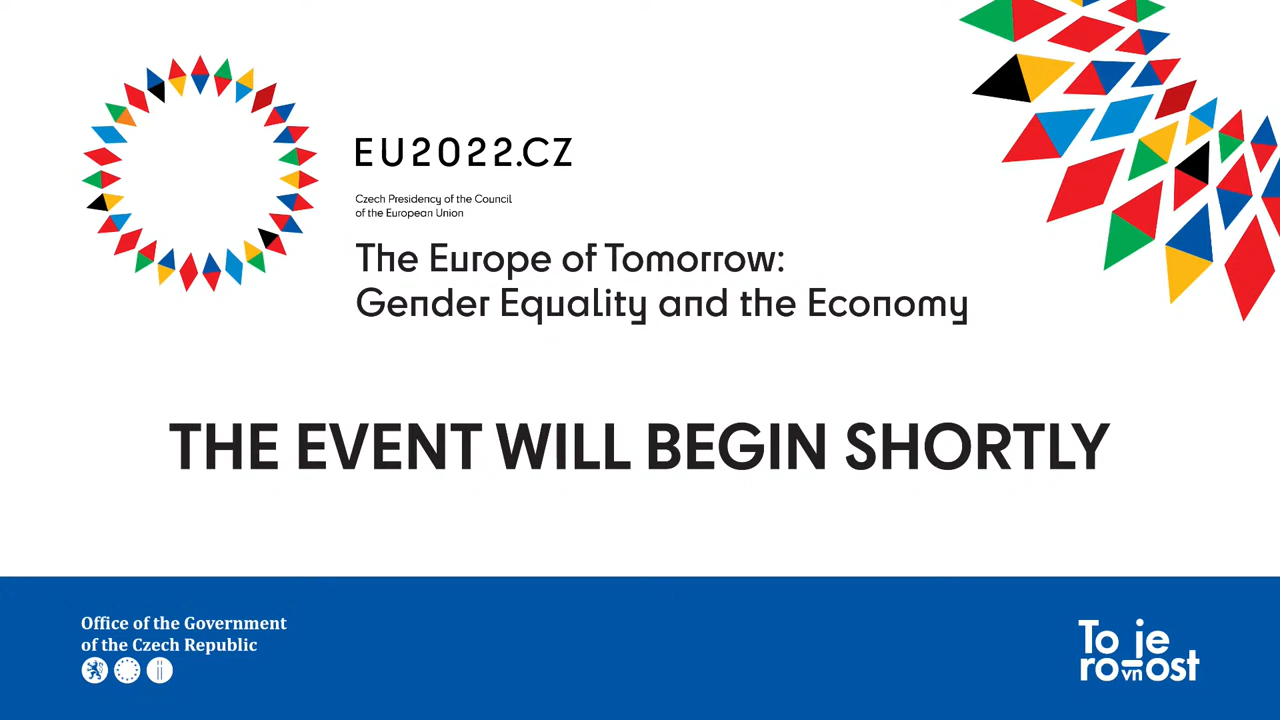 EU2022.CZ
Czech Presidency of the Council
of the European Union
The Europe of Tomorrow:
Gender Equality and the Economy
THE EVENT WILL BEGIN SHORTLY
Office of the Government
of the Czech Republic
To je
rovnost